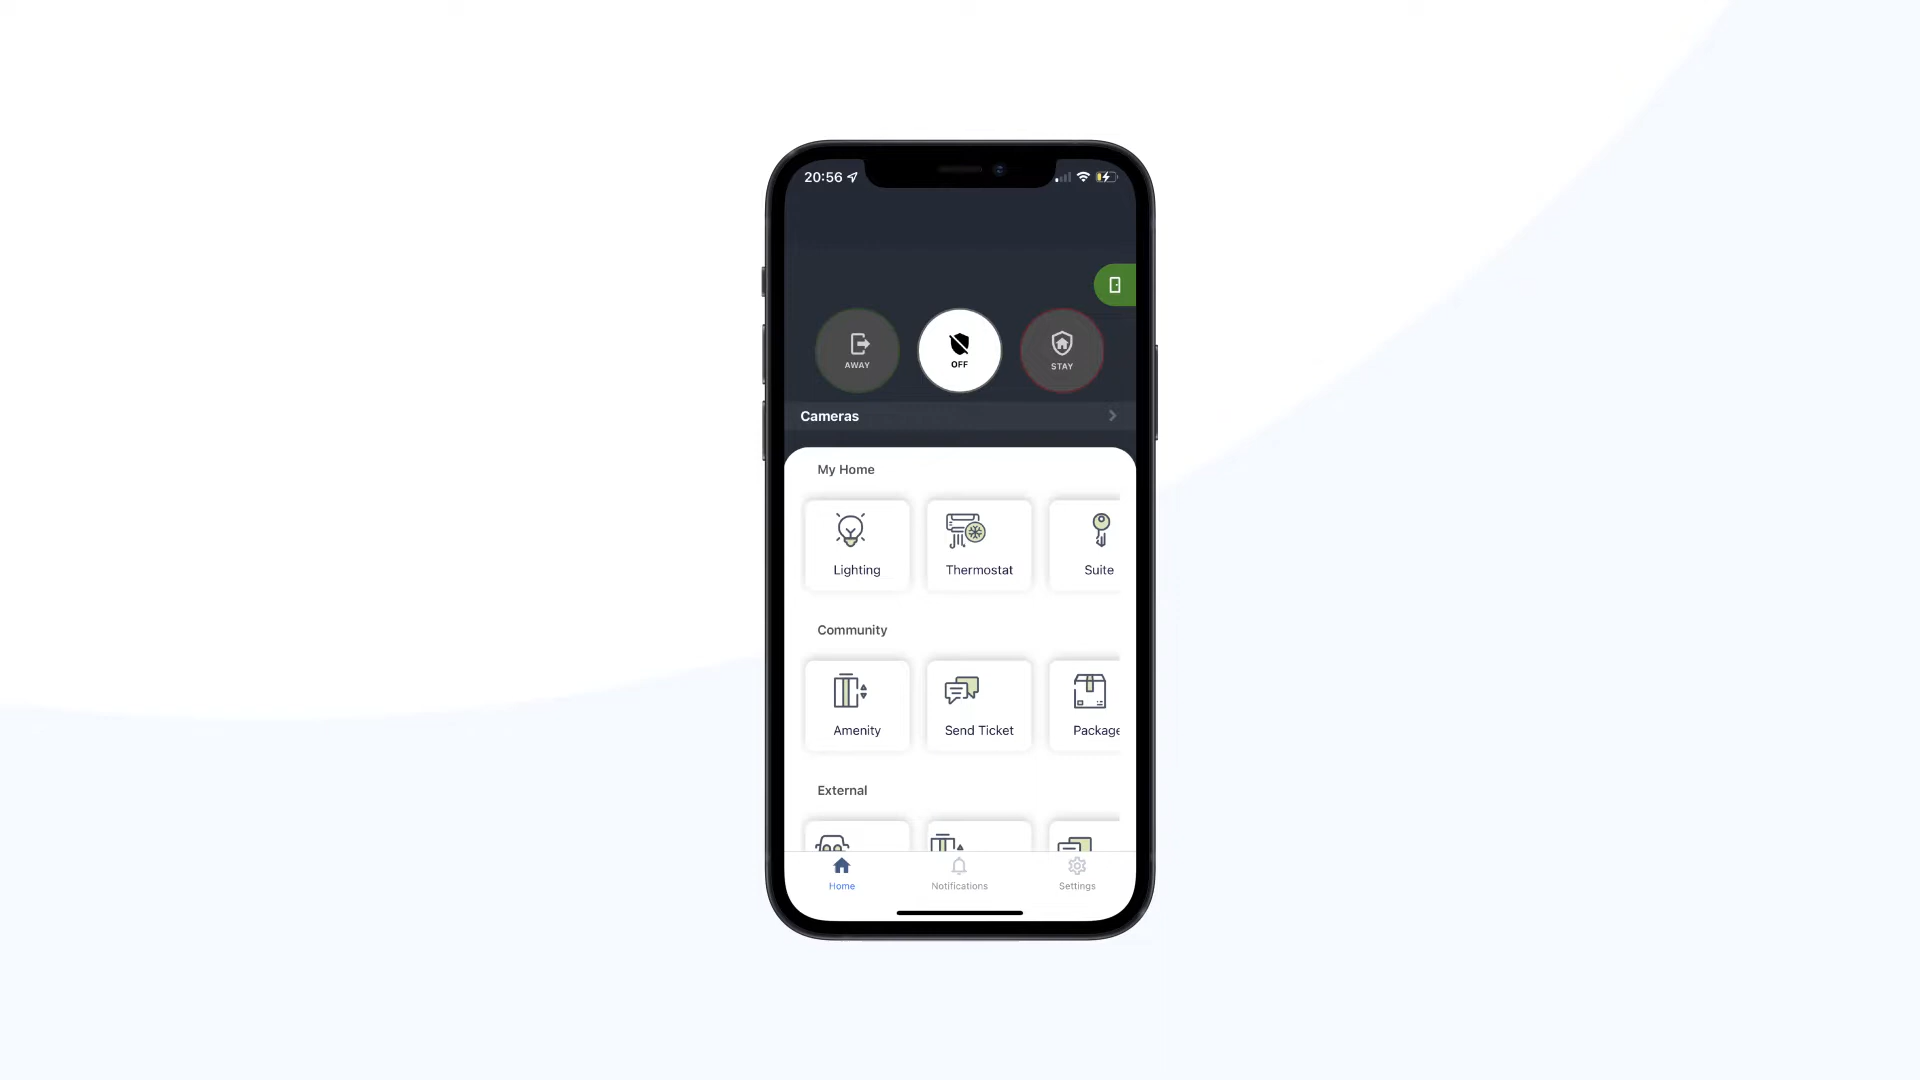 20:56
AWAY
OFF
STAY
Cameras
My Home
Lighting
Thermostat
Suite
Community
Amenity
Send Ticket
Package
External
Home
Notifications
Settings